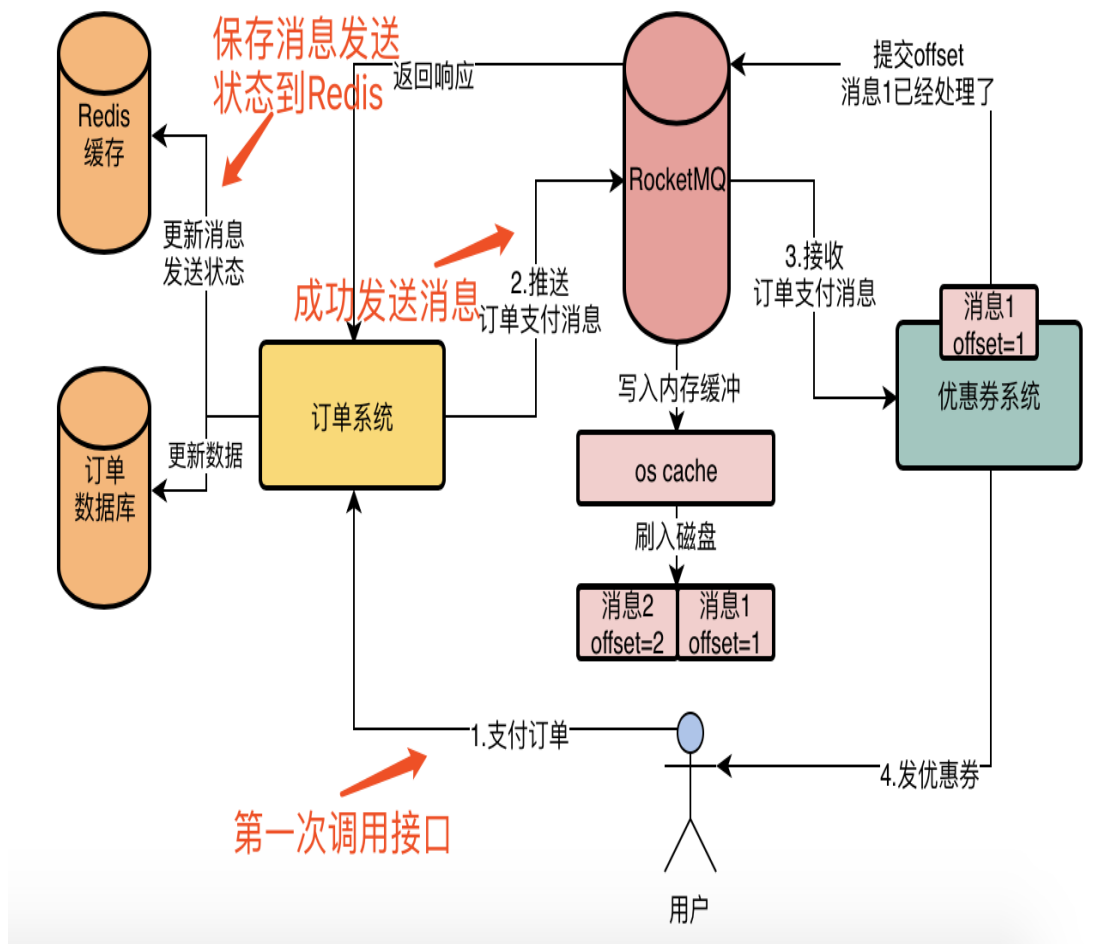 保存消息发送
状态到Redis
返回响应
提交offset
消息1已经处理了
Redis
缓存
RocketMQ
更新消息
发送状态
成功发送消息
2.推送
订单支付消息
3.接收
订单支付消息
消息1
offset=1
优惠券系统
写入内存缓冲
订单系统
更新数据
订单
数据库
os cache
刷入磁盘
消息2
offset=2
消息1
offset=1
1.支付订单
4.发优惠券
第一次调用接口
用户